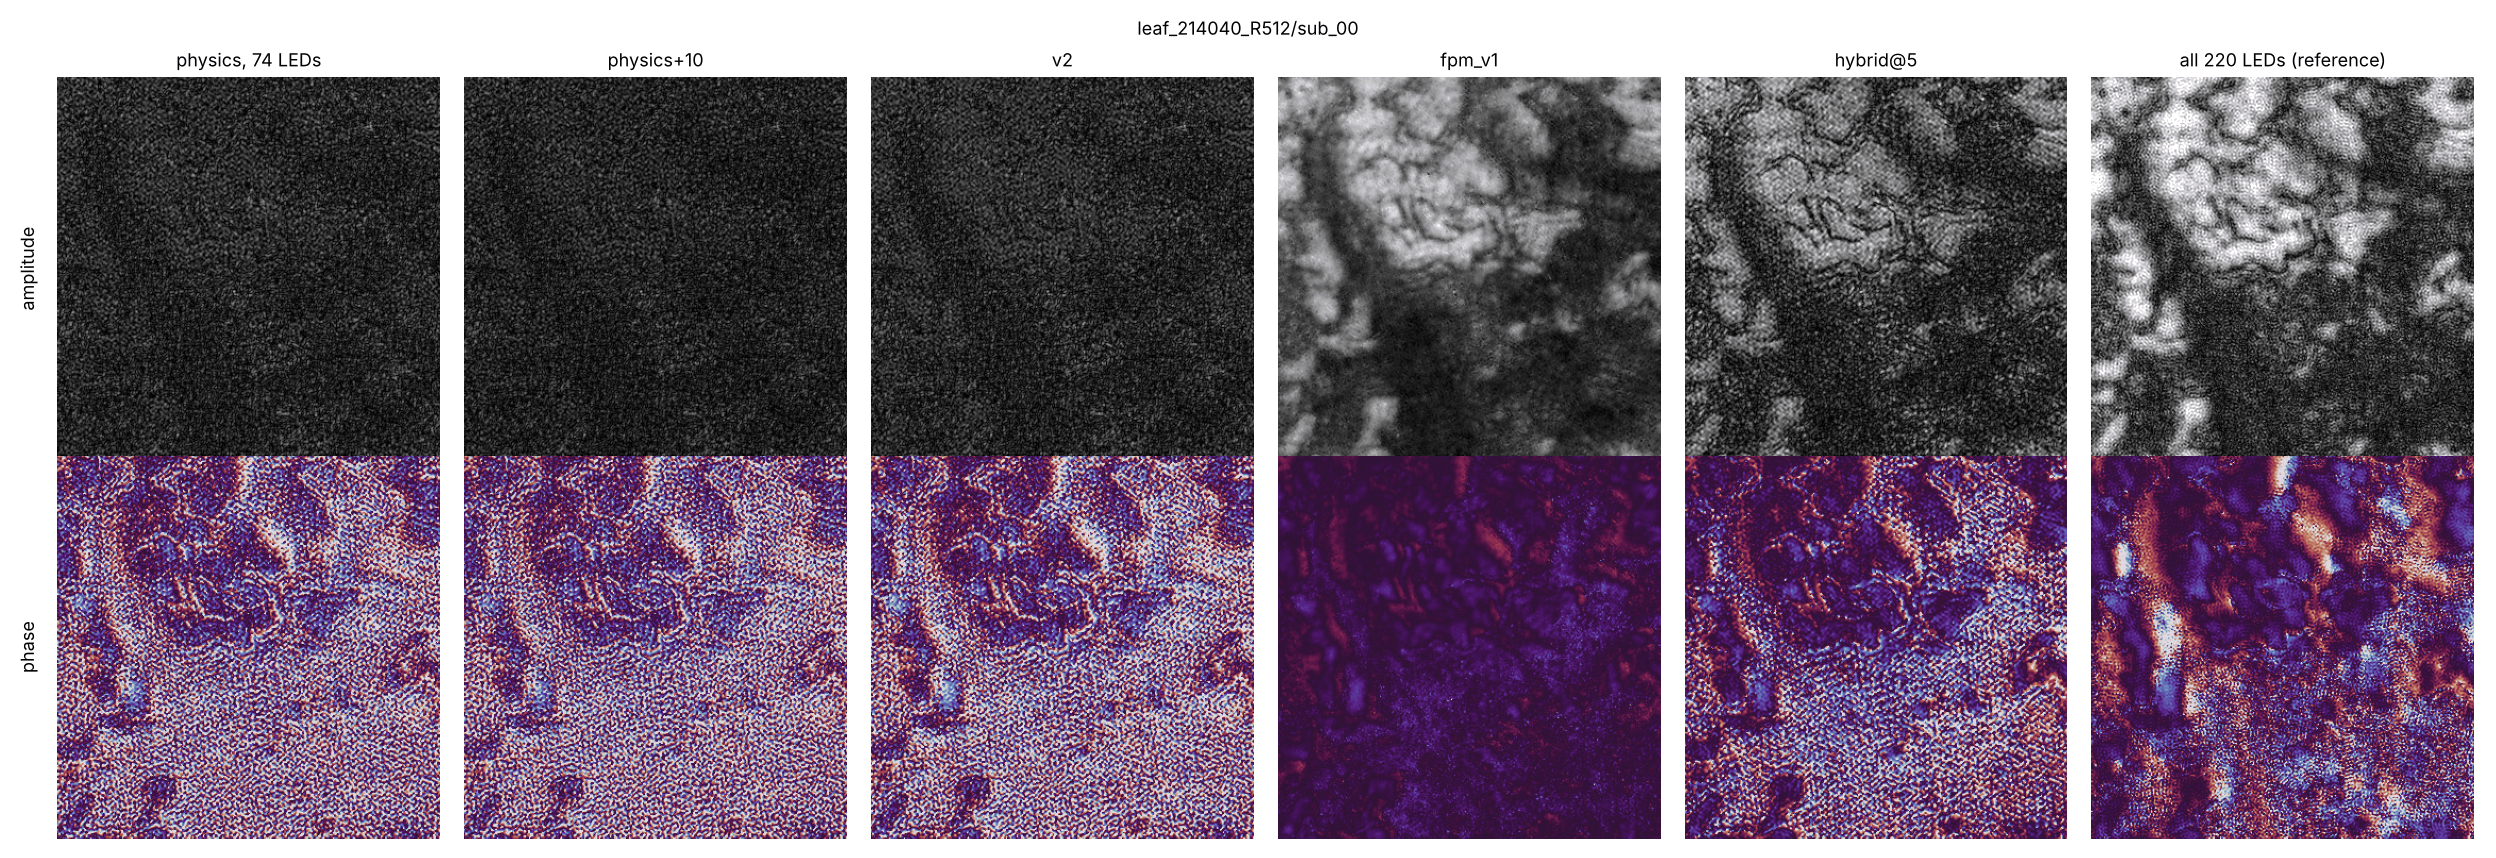 leaf_214040_R512/sub_00
physics, 74 LEDs
physics+10
v2
fpm_v1
hybrid@5
all 220 LEDs (reference)
amplitude
phase